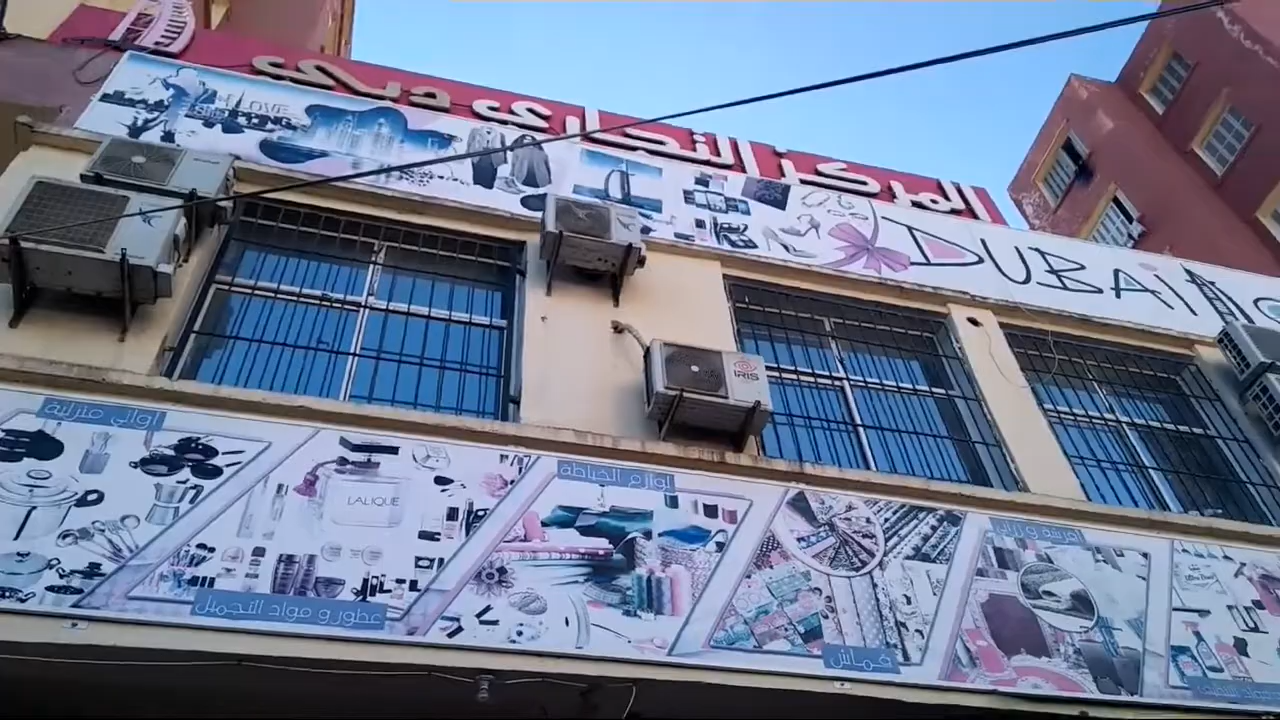 المركز التجاري دبي
I LOVE
SHOPPING
DUBAI
IRIS
أواني منزلية
LALIQUE
عطور و مواد التجميل
لوازم الخياطة
قماش